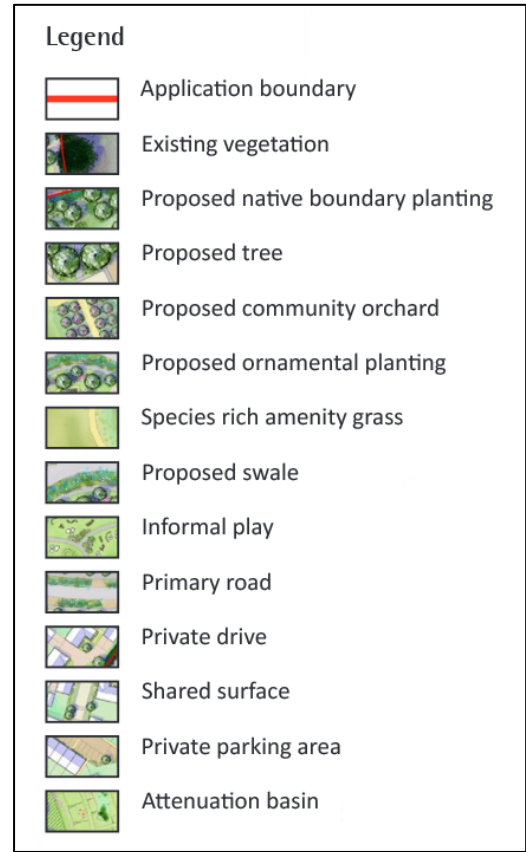 Legend
Application boundary
Existing vegetation
Proposed native boundary planting
Proposed tree
Proposed community orchard
Proposed ornamental planting
Species rich amenity grass
Proposed swale
Informal play
Primary road
Private drive
Shared surface
Private parking area
Attenuation basin